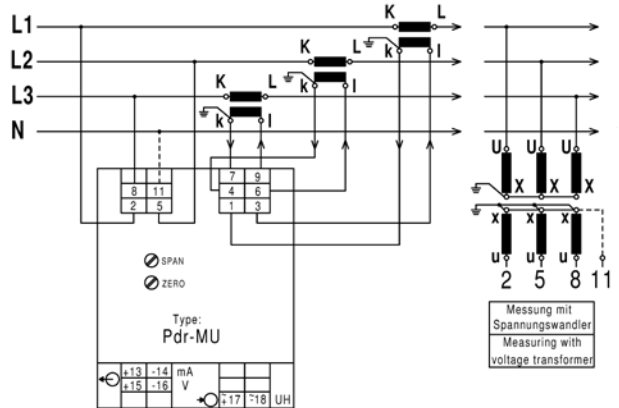 L1 K L
L2 K L k l
L3 K L k l
N k l
U U U
X X X
x x x
u u u
2 5 8 11
7 9
8 11 4 6
2 5 1 3
SPAN
ZERO
Type:
Pdr-MU
+13 -14 mA
+15 -16 V
~17 ~18 UH
Messung mit
Spannungswandler
Measuring with
voltage transformer